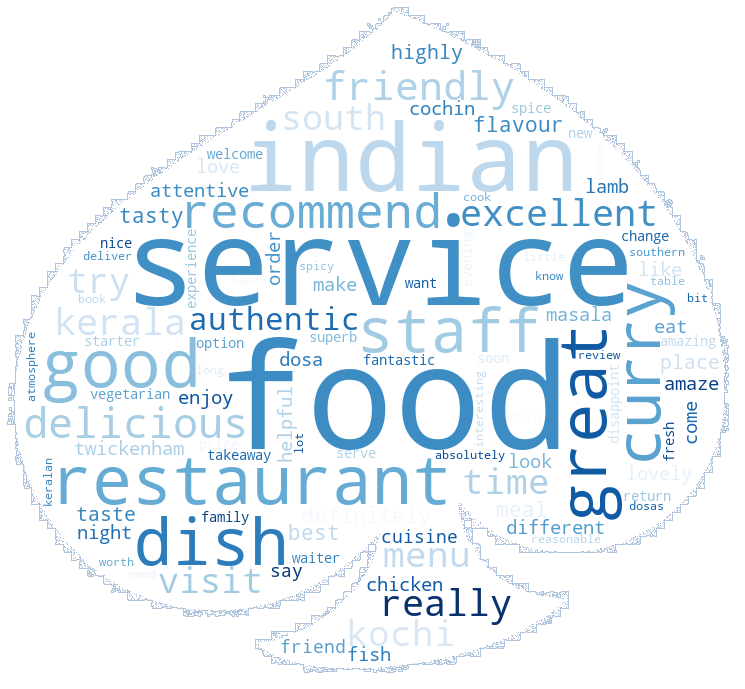 highly
friendly
cochin
spice
south
flavour
new
indian
welcome
love
lamb
attentive
cook
tasty
recommend
excellent
nice
service
change
deliver
order
southern
experience
spicy
evening
little
know
like
try
make
want
table
book
bit
kerala
authentic
staff
masala
eat
starter
option
superb
great
review
curry
amazing
atmosphere
good
long
dosa
fantastic
soon
place
food
disappoint
amaze
vegetarian
enjoy
delicious
helpful
interesting
come
twickenham
takeaway
lot
serve
absolutely
look
fresh
keralan
restaurant
time
lovely
return
taste
family
definitely
meal
dosas
night
dish
best
cuisine
different
reasonable
worth
need
visit
say
waiter
menu
chicken
really
kochi
friend
fish